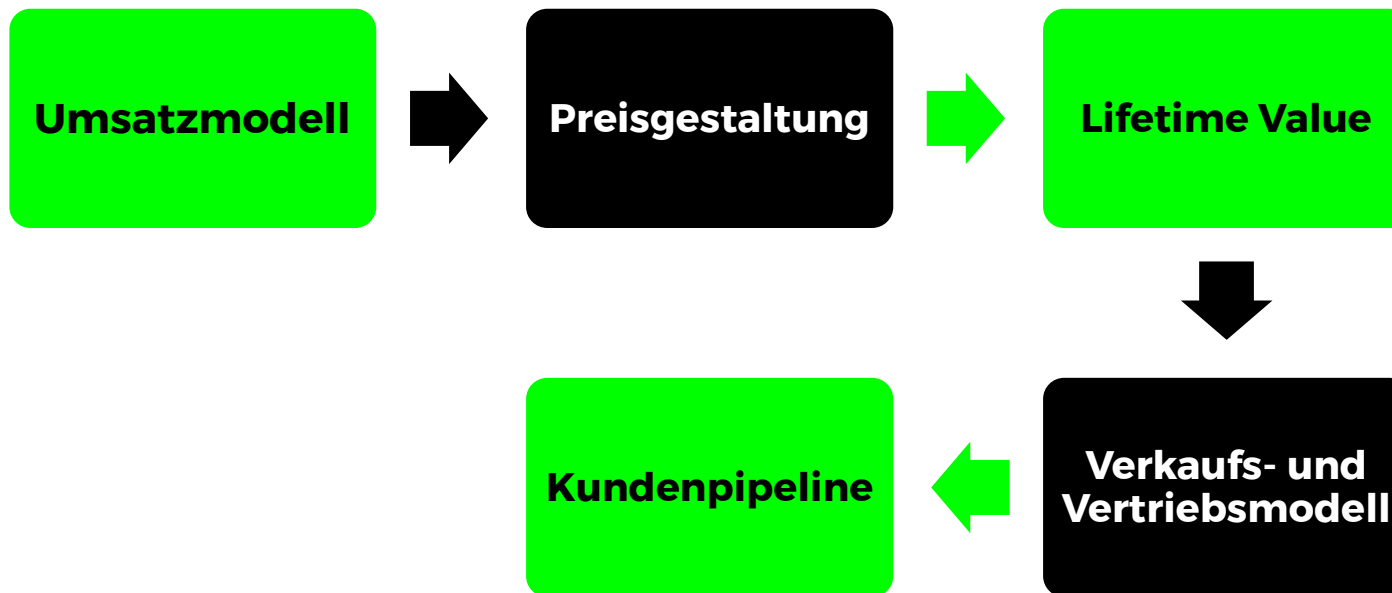 Umsatzmodell
Preisgestaltung
Lifetime Value
Verkaufs- und
Vertriebsmodell
Kundenpipeline